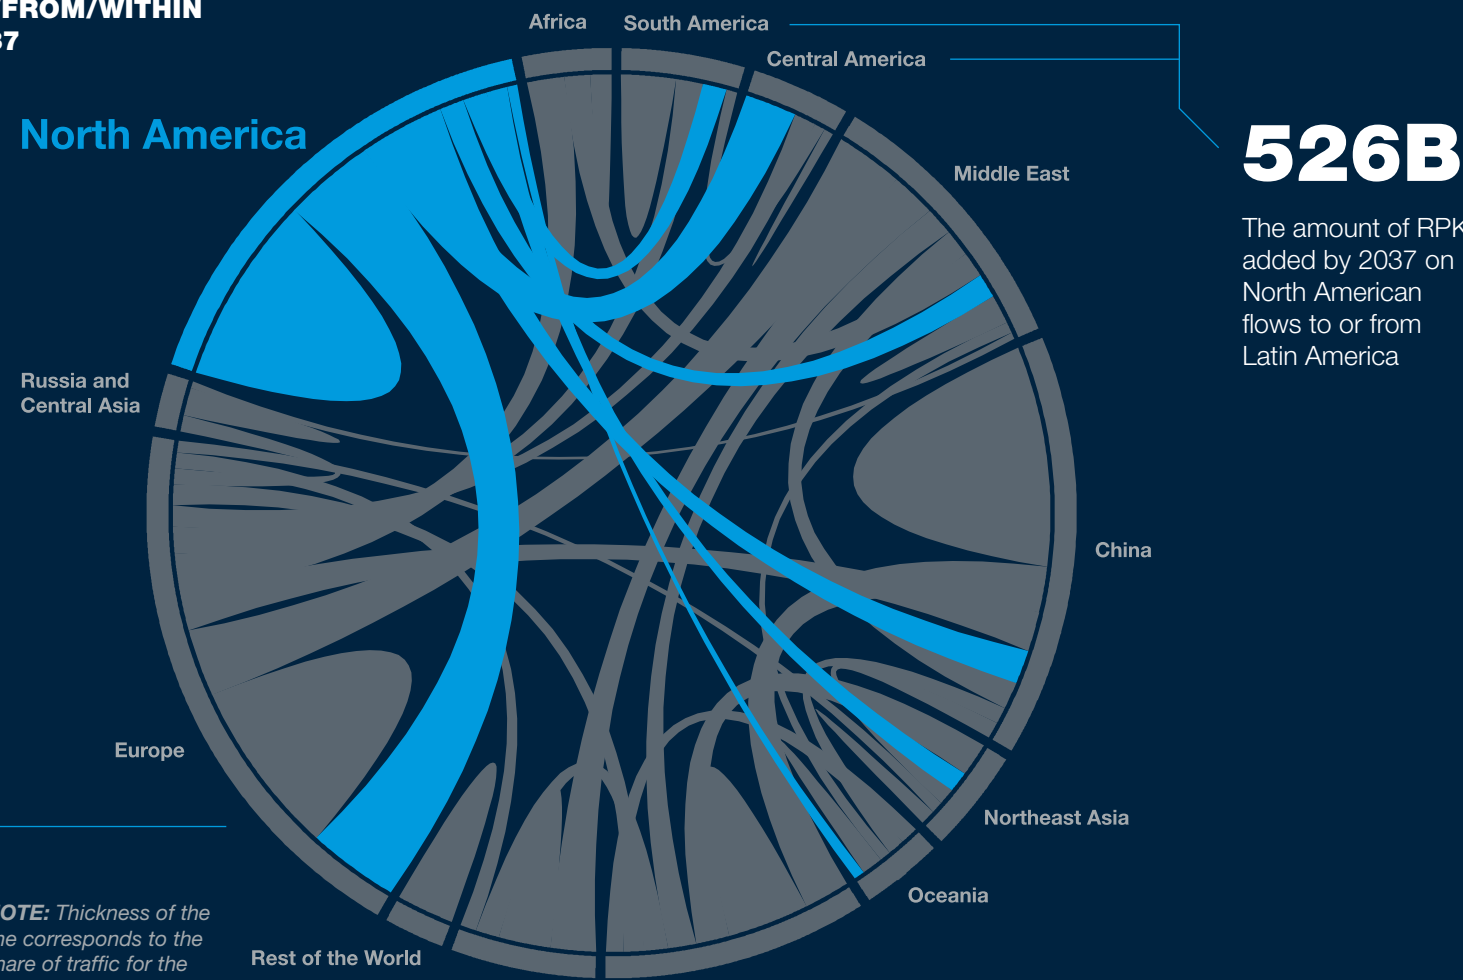 FROM/WITHIN
37
Africa
South America
Central America
North America
526B
Middle East
The amount of RPK
added by 2037 on
North American
flows to or from
Latin America
Russia and
Central Asia
China
Europe
Northeast Asia
Oceania
OTE: Thickness of the
ne corresponds to the
hare of traffic for the
Rest of the World